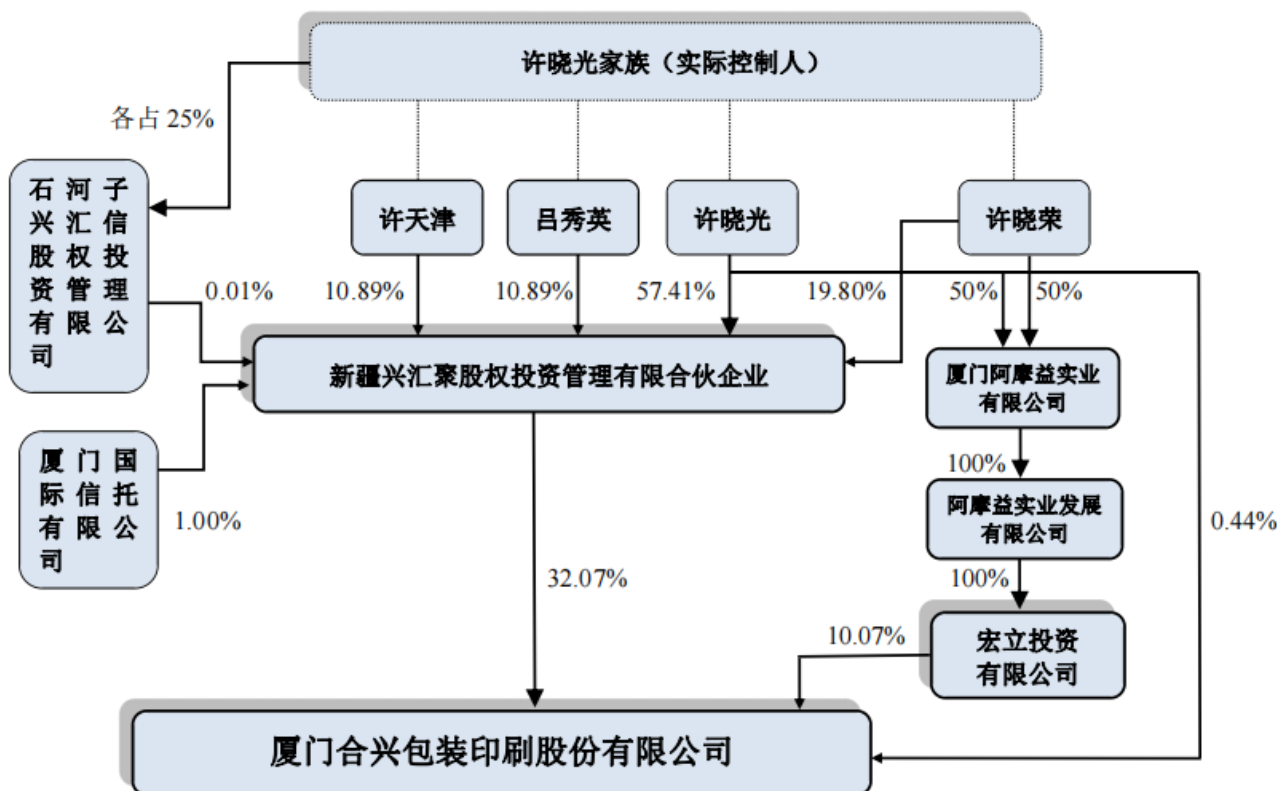 许晓光家族（实际控制人）
各占 25%
石河子
兴汇信
股权投
资管理
有限公
司
许天津
吕秀英
许晓光
许晓荣
0.01%
10.89%
10.89%
57.41%
19.80%
50%
50%
新疆兴汇聚股权投资管理有限合伙企业
厦门阿摩益实业
有限公司
厦门国
际信托
有限公
司
1.00%
100%
阿摩益实业发展
有限公司
0.44%
32.07%
100%
10.07%
宏立投资
有限公司
厦门合兴包装印刷股份有限公司